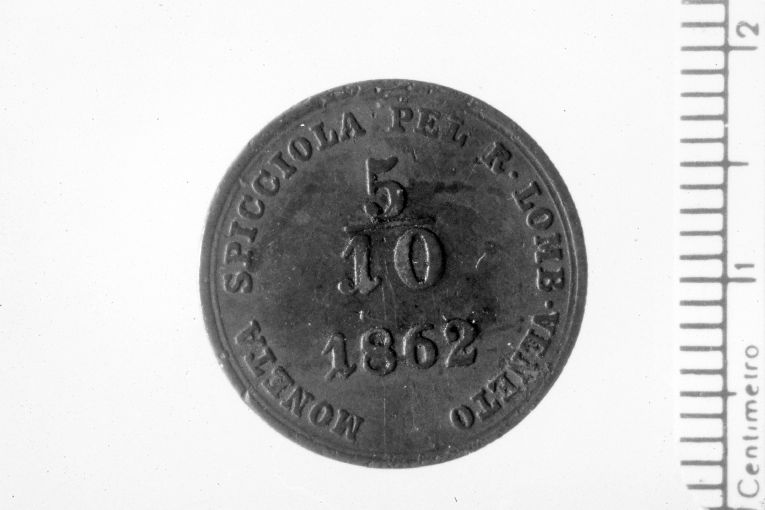 MONETA SPICCIOLA PEL R. LOMB-VENETO
5
10
1862
2
1
Centimetro